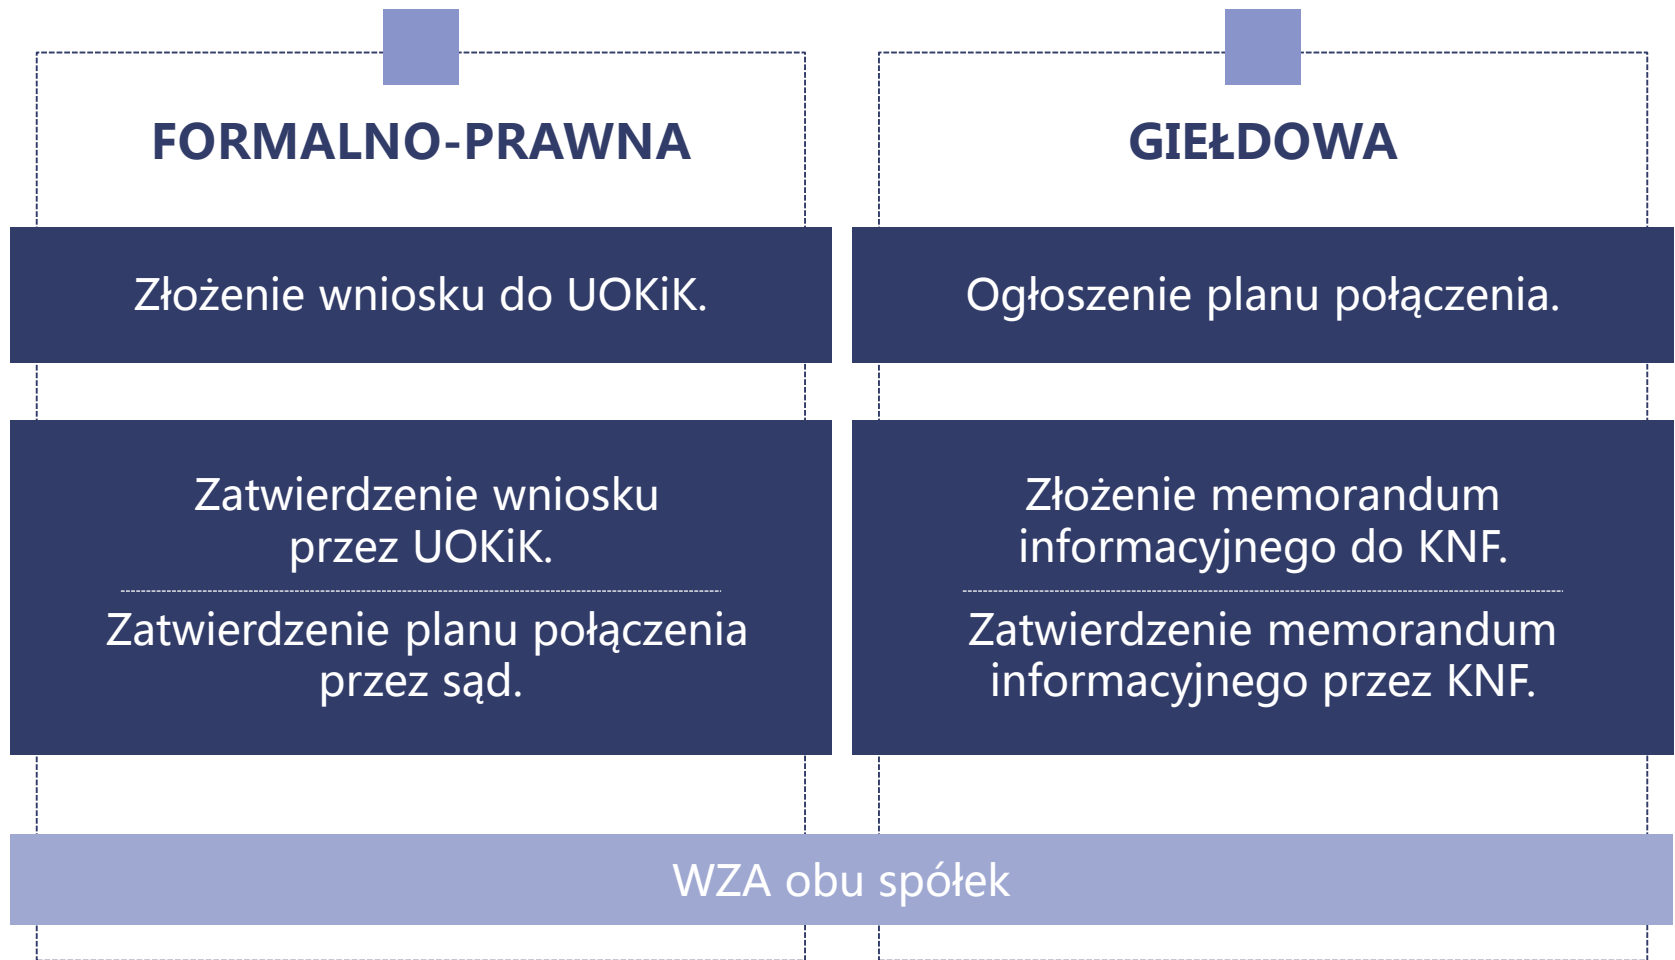 FORMALNO-PRAWNA
Złożenie wniosku do UOKiK.
Zatwierdzenie wniosku
przez UOKiK.
Zatwierdzenie planu połączenia
przez sąd.
GIEŁDOWA
Ogłoszenie planu połączenia.
Złożenie memorandum
informacyjnego do KNF.
Zatwierdzenie memorandum
informacyjnego przez KNF.
WZA obu spółek